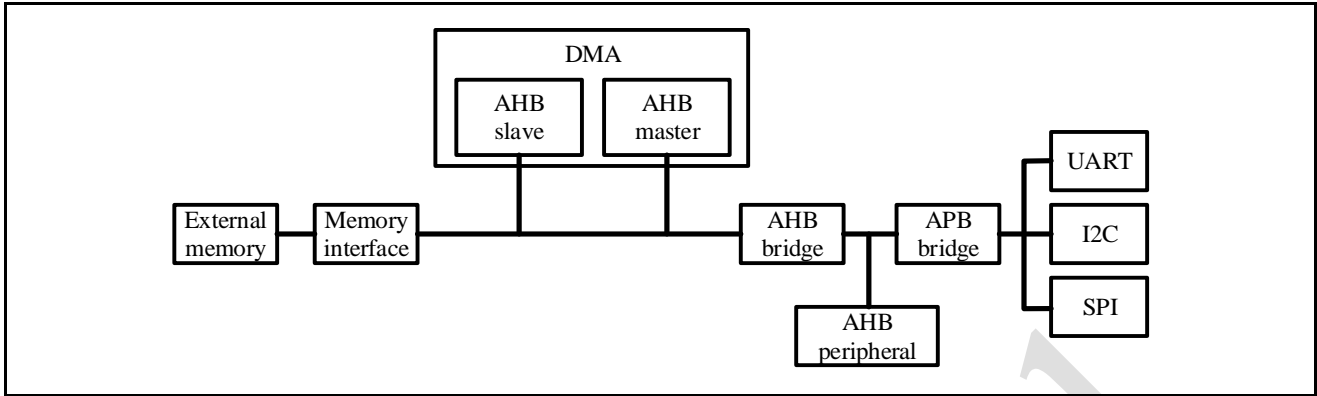 DMA
AHB
slave
AHB
master
UART
External
memory
Memory
interface
AHB
bridge
APB
bridge
I2C
SPI
AHB
peripheral